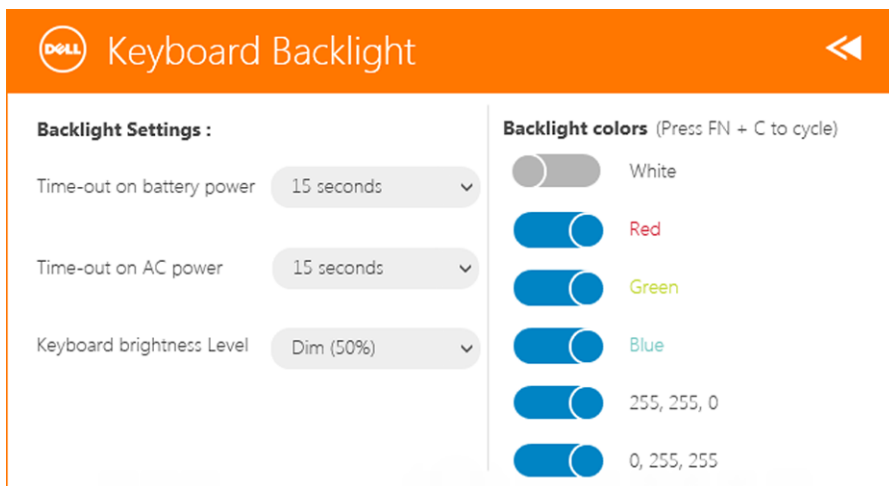 DELL Keyboard Backlight
Backlight Settings :
Time-out on battery power 15 seconds
Time-out on AC power 15 seconds
Keyboard brightness Level Dim (50%)
Backlight colors (Press FN + C to cycle)
White
Red
Green
Blue
255, 255, 0
0, 255, 255